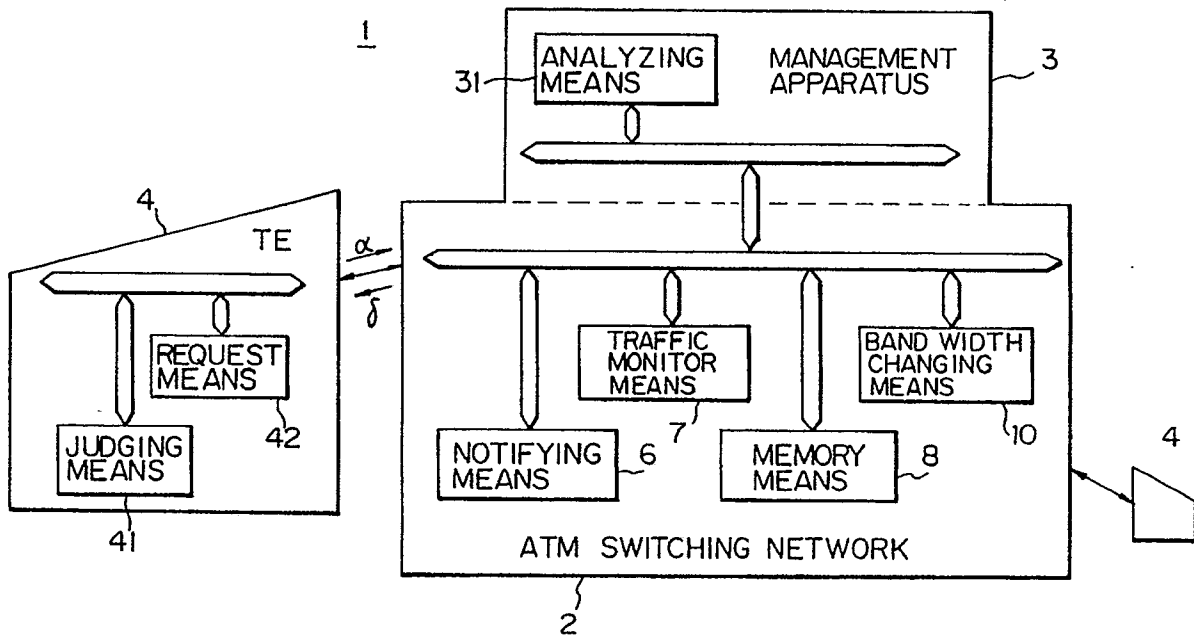 1
ANALYZING
MEANS
31
MANAGEMENT
APPARATUS
3
4
TE
α
δ
REQUEST
MEANS
42
JUDGING
MEANS
41
TRAFFIC
MONITOR
MEANS
7
BAND WIDTH
CHANGING
MEANS
10
NOTIFYING
MEANS
6
MEMORY
MEANS
8
4
ATM SWITCHING NETWORK
2